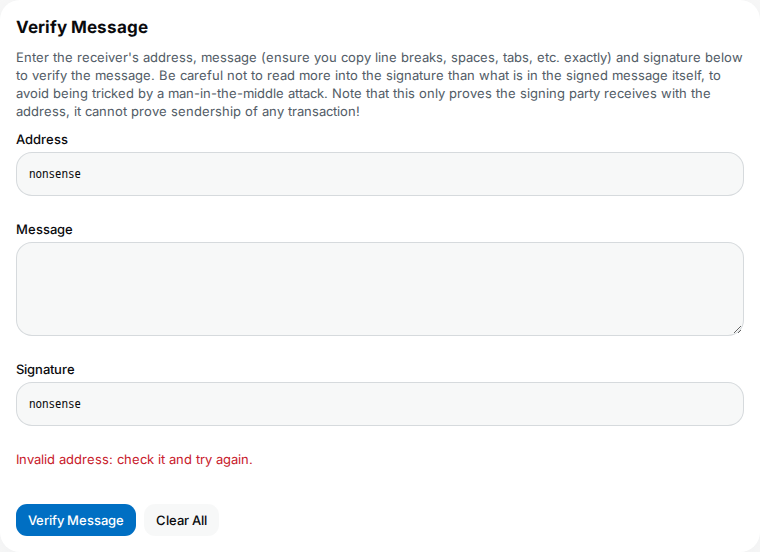 Verify Message
Enter the receiver's address, message (ensure you copy line breaks, spaces, tabs, etc. exactly) and signature below
to verify the message. Be careful not to read more into the signature than what is in the signed message itself, to
avoid being tricked by a man-in-the-middle attack. Note that this only proves the signing party receives with the
address, it cannot prove sendership of any transaction!
Address
nonsense
Message
Signature
nonsense
Invalid address: check it and try again.
Verify Message Clear All